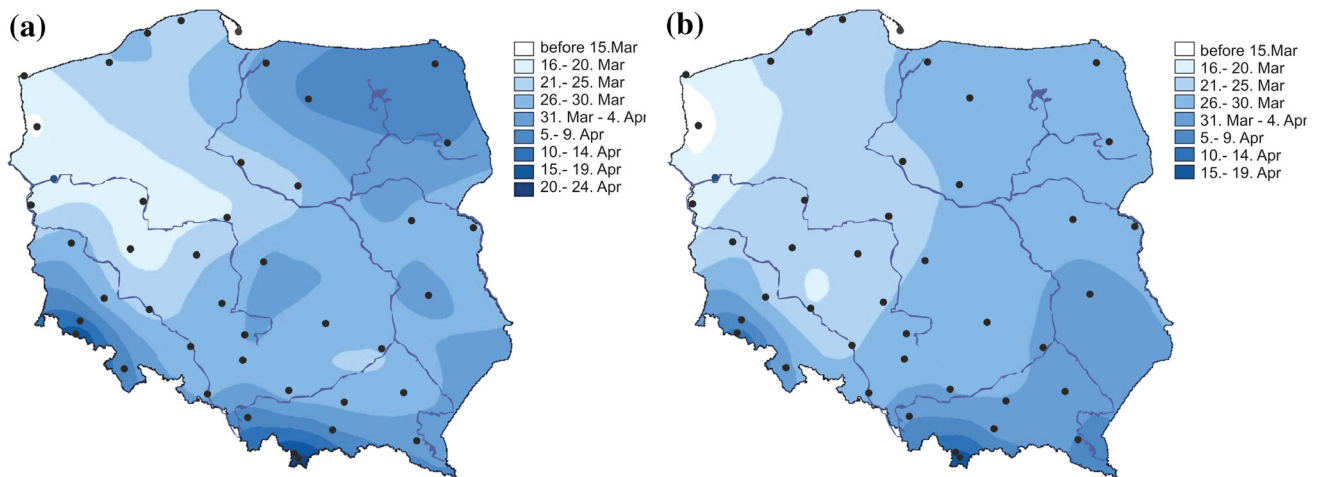 (a)
before 15.Mar
16.- 20. Mar
21.- 25. Mar
26.- 30. Mar
31. Mar - 4. Apr
5.- 9. Apr
10.- 14. Apr
15.- 19. Apr
20.- 24. Apr
(b)
before 15.Mar
16.- 20. Mar
21.- 25. Mar
26.- 30. Mar
31. Mar - 4. Apr
5.- 9. Apr
10.- 14. Apr
15.- 19. Apr